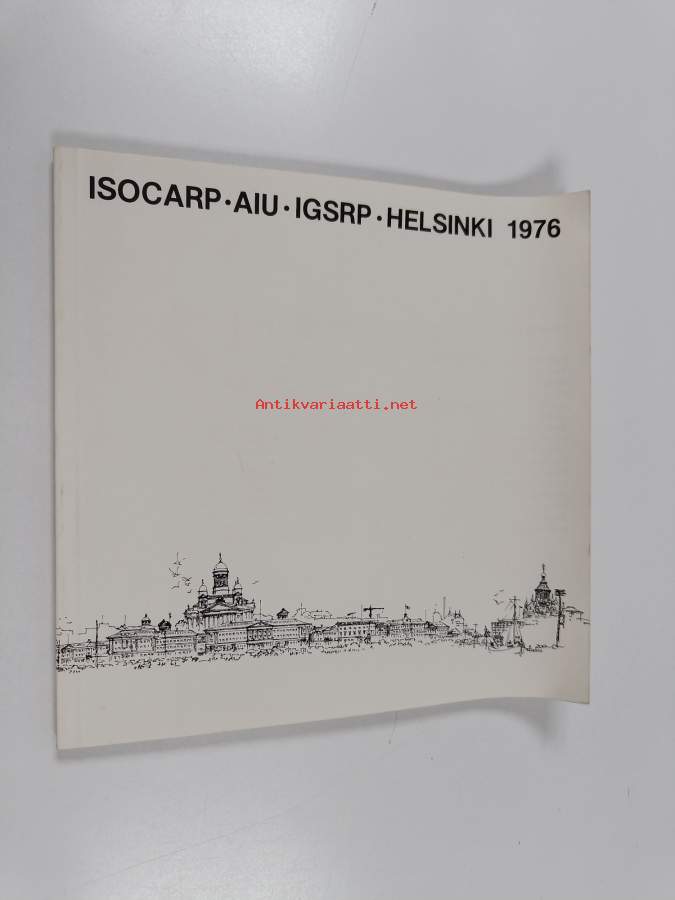 ISOCARP·AIU·IGSRP·HELSINKI 1976
Antikvariaatti.net